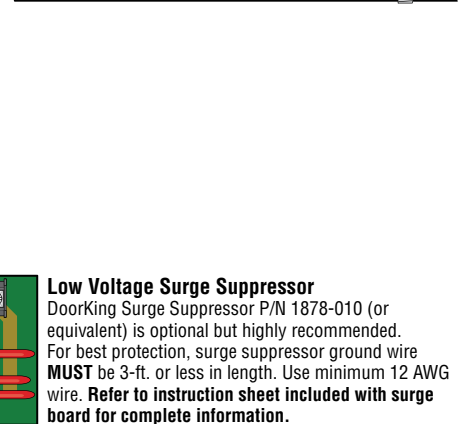 Low Voltage Surge Suppressor
DoorKing Surge Suppressor P/N 1878-010 (or
equivalent) is optional but highly recommended.
For best protection, surge suppressor ground wire
MUST be 3-ft. or less in length. Use minimum 12 AWG
wire. Refer to instruction sheet included with surge
board for complete information.